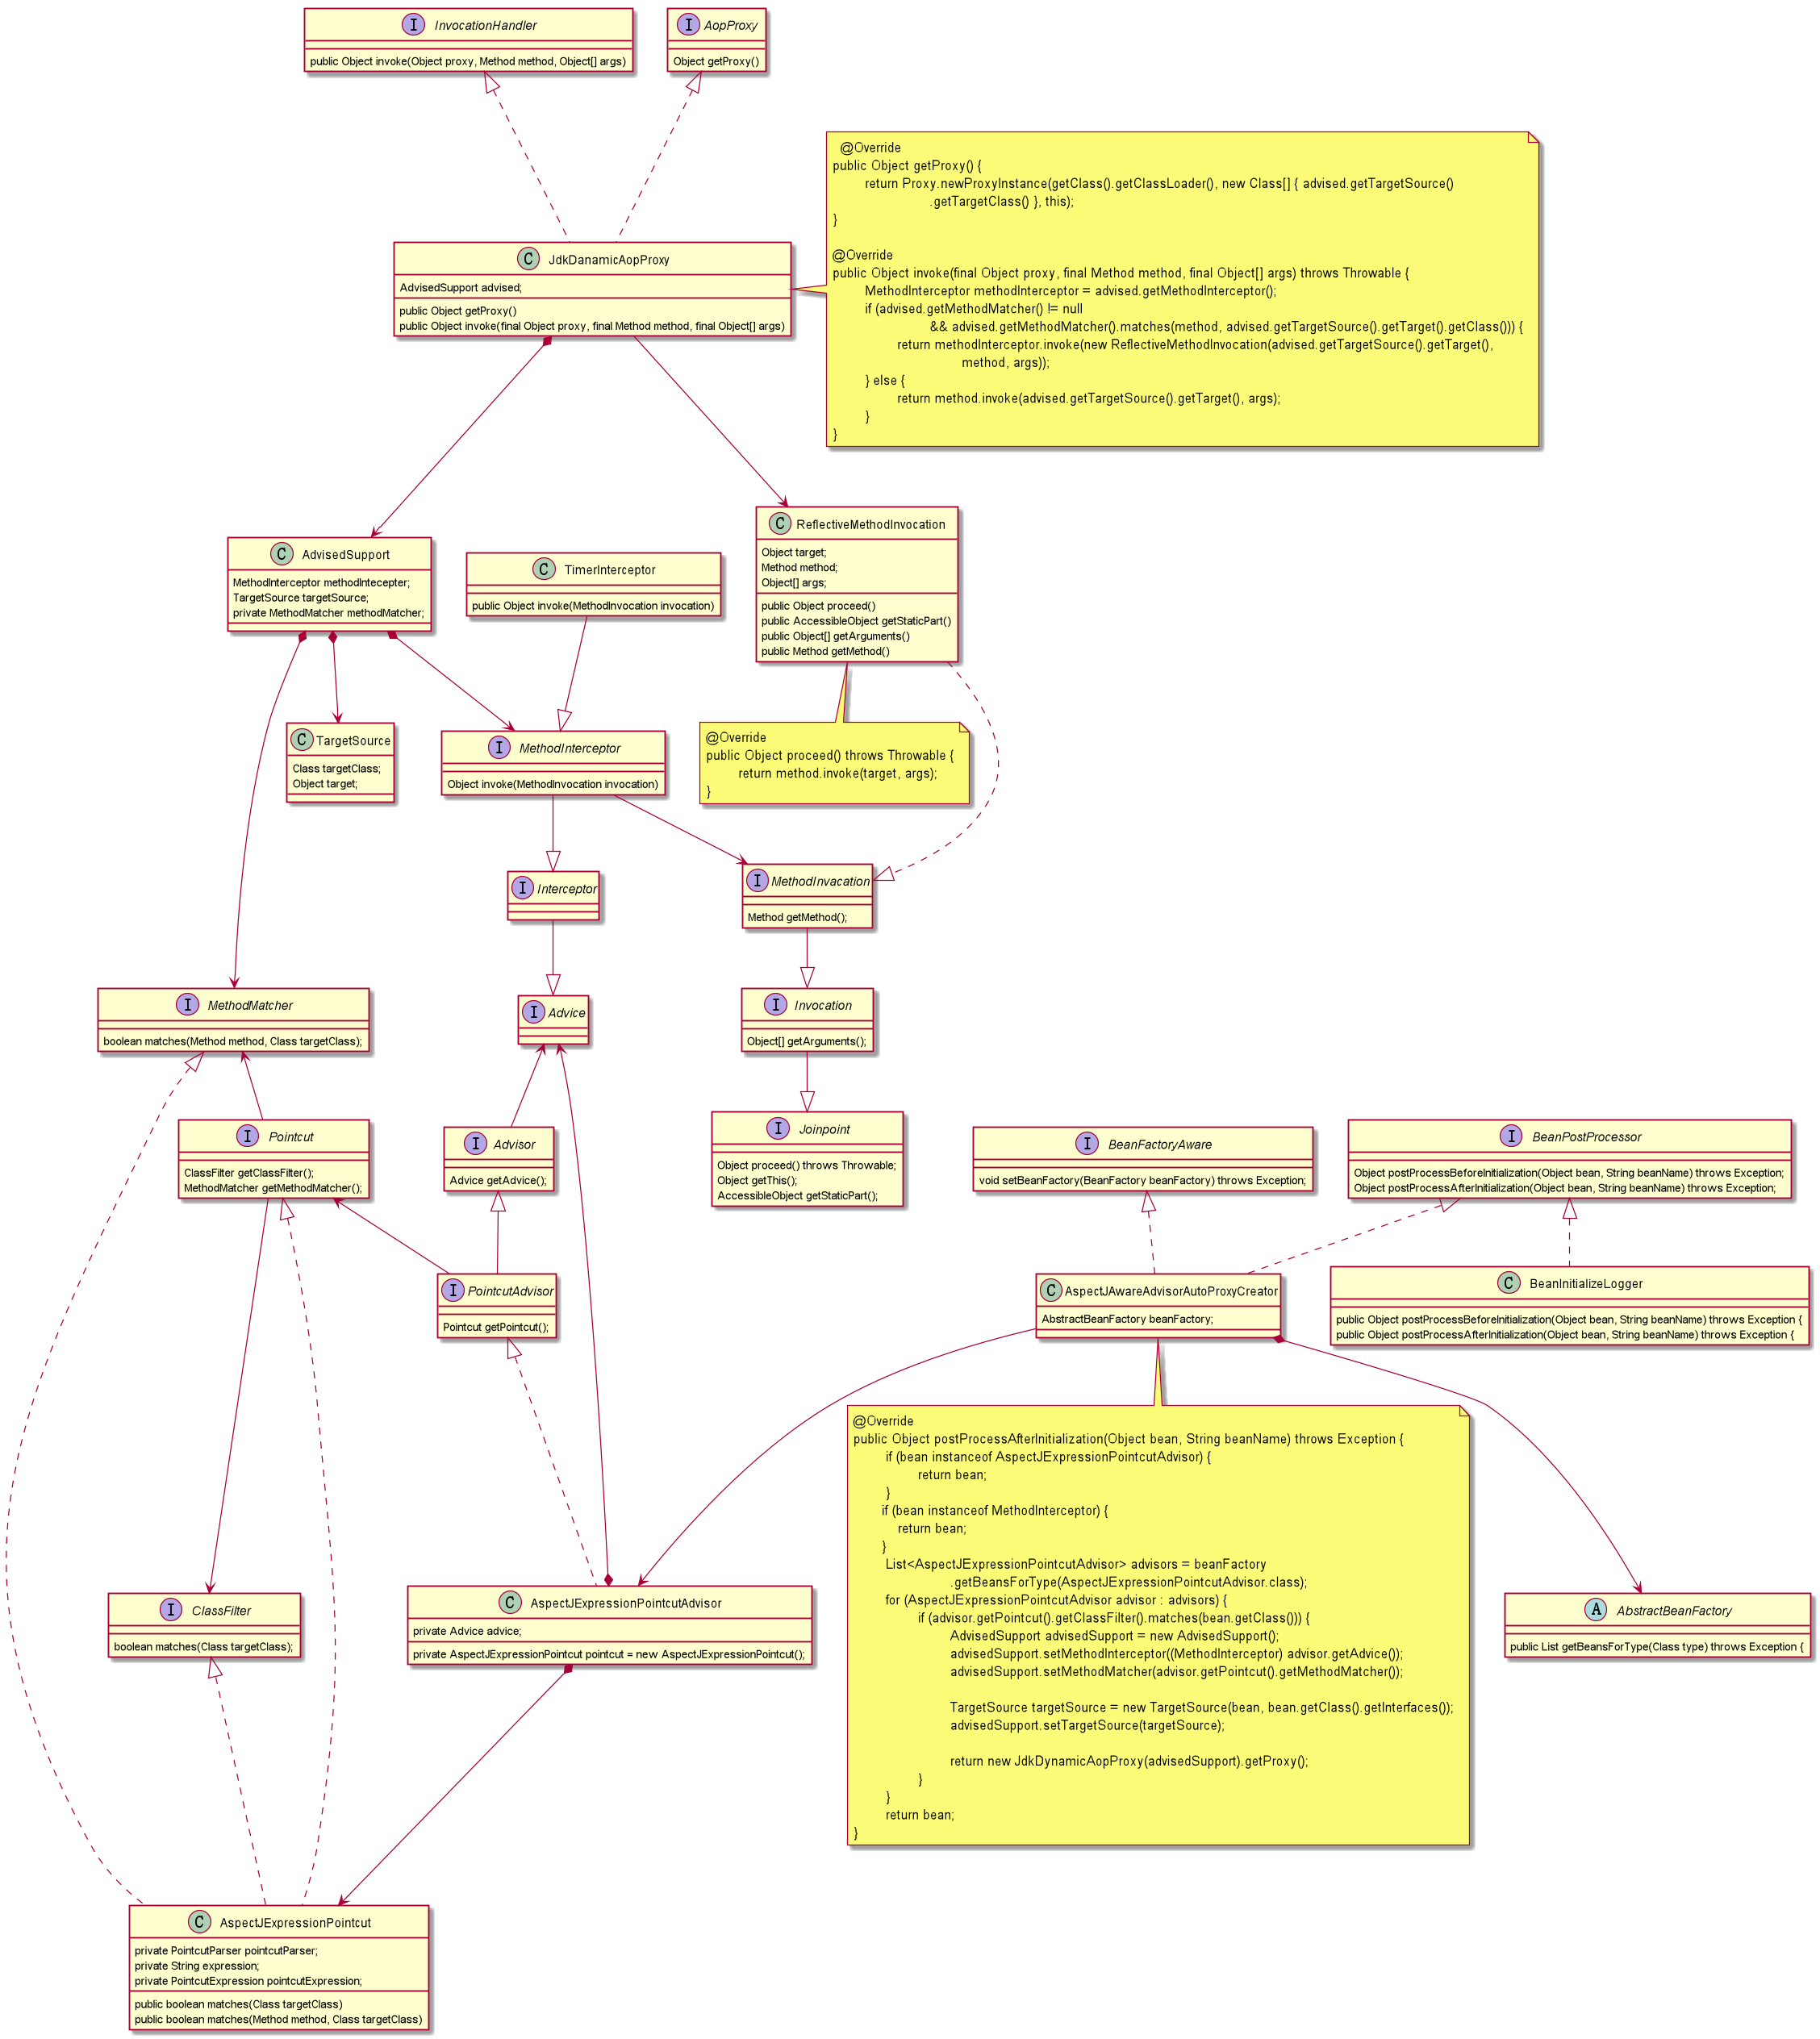 I InvocationHandler
public Object invoke(Object proxy, Method method, Object[] args)
I AopProxy
Object getProxy()
@Override
public Object getProxy() {
return Proxy.newProxyInstance(getClass().getClassLoader(), new Class[] { advised.getTargetSource()
.getTargetClass() }, this);
}
@Override
public Object invoke(final Object proxy, final Method method, final Object[] args) throws Throwable {
MethodInterceptor methodInterceptor = advised.getMethodInterceptor();
if (advised.getMethodMatcher() != null
&& advised.getMethodMatcher().matches(method, advised.getTargetSource().getTarget().getClass())) {
return methodInterceptor.invoke(new ReflectiveMethodInvocation(advised.getTargetSource().getTarget(),
method, args));
} else {
return method.invoke(advised.getTargetSource().getTarget(), args);
}
}
C JdkDanamicAopProxy
AdvisedSupport advised;
public Object getProxy()
public Object invoke(final Object proxy, final Method method, final Object[] args)
C AdvisedSupport
MethodInterceptor methodIntecepter;
TargetSource targetSource;
private MethodMatcher methodMatcher;
C TimerInterceptor
public Object invoke(MethodInvocation invocation)
C ReflectiveMethodInvocation
Object target;
Method method;
Object[] args;
public Object proceed()
public AccessibleObject getStaticPart()
public Object[] getArguments()
public Method getMethod()
C TargetSource
Class targetClass;
Object target;
I MethodInterceptor
Object invoke(MethodInvocation invocation)
@Override
public Object proceed() throws Throwable {
return method.invoke(target, args);
}
I Interceptor
I MethodInvacation
Method getMethod();
I MethodMatcher
boolean matches(Method method, Class targetClass);
I Advice
I Invocation
Object[] getArguments();
I Pointcut
ClassFilter getClassFilter();
MethodMatcher getMethodMatcher();
I Advisor
Advice getAdvice();
I Joinpoint
Object proceed() throws Throwable;
Object getThis();
AccessibleObject getStaticPart();
I BeanFactoryAware
void setBeanFactory(BeanFactory beanFactory) throws Exception;
I BeanPostProcessor
Object postProcessBeforeInitialization(Object bean, String beanName) throws Exception;
Object postProcessAfterInitialization(Object bean, String beanName) throws Exception;
I PointcutAdvisor
Pointcut getPointcut();
C AspectJAwareAdvisorAutoProxyCreator
AbstractBeanFactory beanFactory;
C BeanInitializeLogger
public Object postProcessBeforeInitialization(Object bean, String beanName) throws Exception {
public Object postProcessAfterInitialization(Object bean, String beanName) throws Exception {
@Override
public Object postProcessAfterInitialization(Object bean, String beanName) throws Exception {
if (bean instanceof AspectJExpressionPointcutAdvisor) {
return bean;
}
if (bean instanceof MethodInterceptor) {
return bean;
}
List<AspectJExpressionPointcutAdvisor> advisors = beanFactory
.getBeansForType(AspectJExpressionPointcutAdvisor.class);
for (AspectJExpressionPointcutAdvisor advisor : advisors) {
if (advisor.getPointcut().getClassFilter().matches(bean.getClass())) {
AdvisedSupport advisedSupport = new AdvisedSupport();
advisedSupport.setMethodInterceptor((MethodInterceptor) advisor.getAdvice());
advisedSupport.setMethodMatcher(advisor.getPointcut().getMethodMatcher());
TargetSource targetSource = new TargetSource(bean, bean.getClass().getInterfaces());
advisedSupport.setTargetSource(targetSource);
return new JdkDynamicAopProxy(advisedSupport).getProxy();
}
}
return bean;
}
I ClassFilter
boolean matches(Class targetClass);
C AspectJExpressionPointcutAdvisor
private Advice advice;
private AspectJExpressionPointcut pointcut = new AspectJExpressionPointcut();
A AbstractBeanFactory
public List getBeansForType(Class type) throws Exception {
C AspectJExpressionPointcut
private PointcutParser pointcutParser;
private String expression;
private PointcutExpression pointcutExpression;
public boolean matches(Class targetClass)
public boolean matches(Method method, Class targetClass)